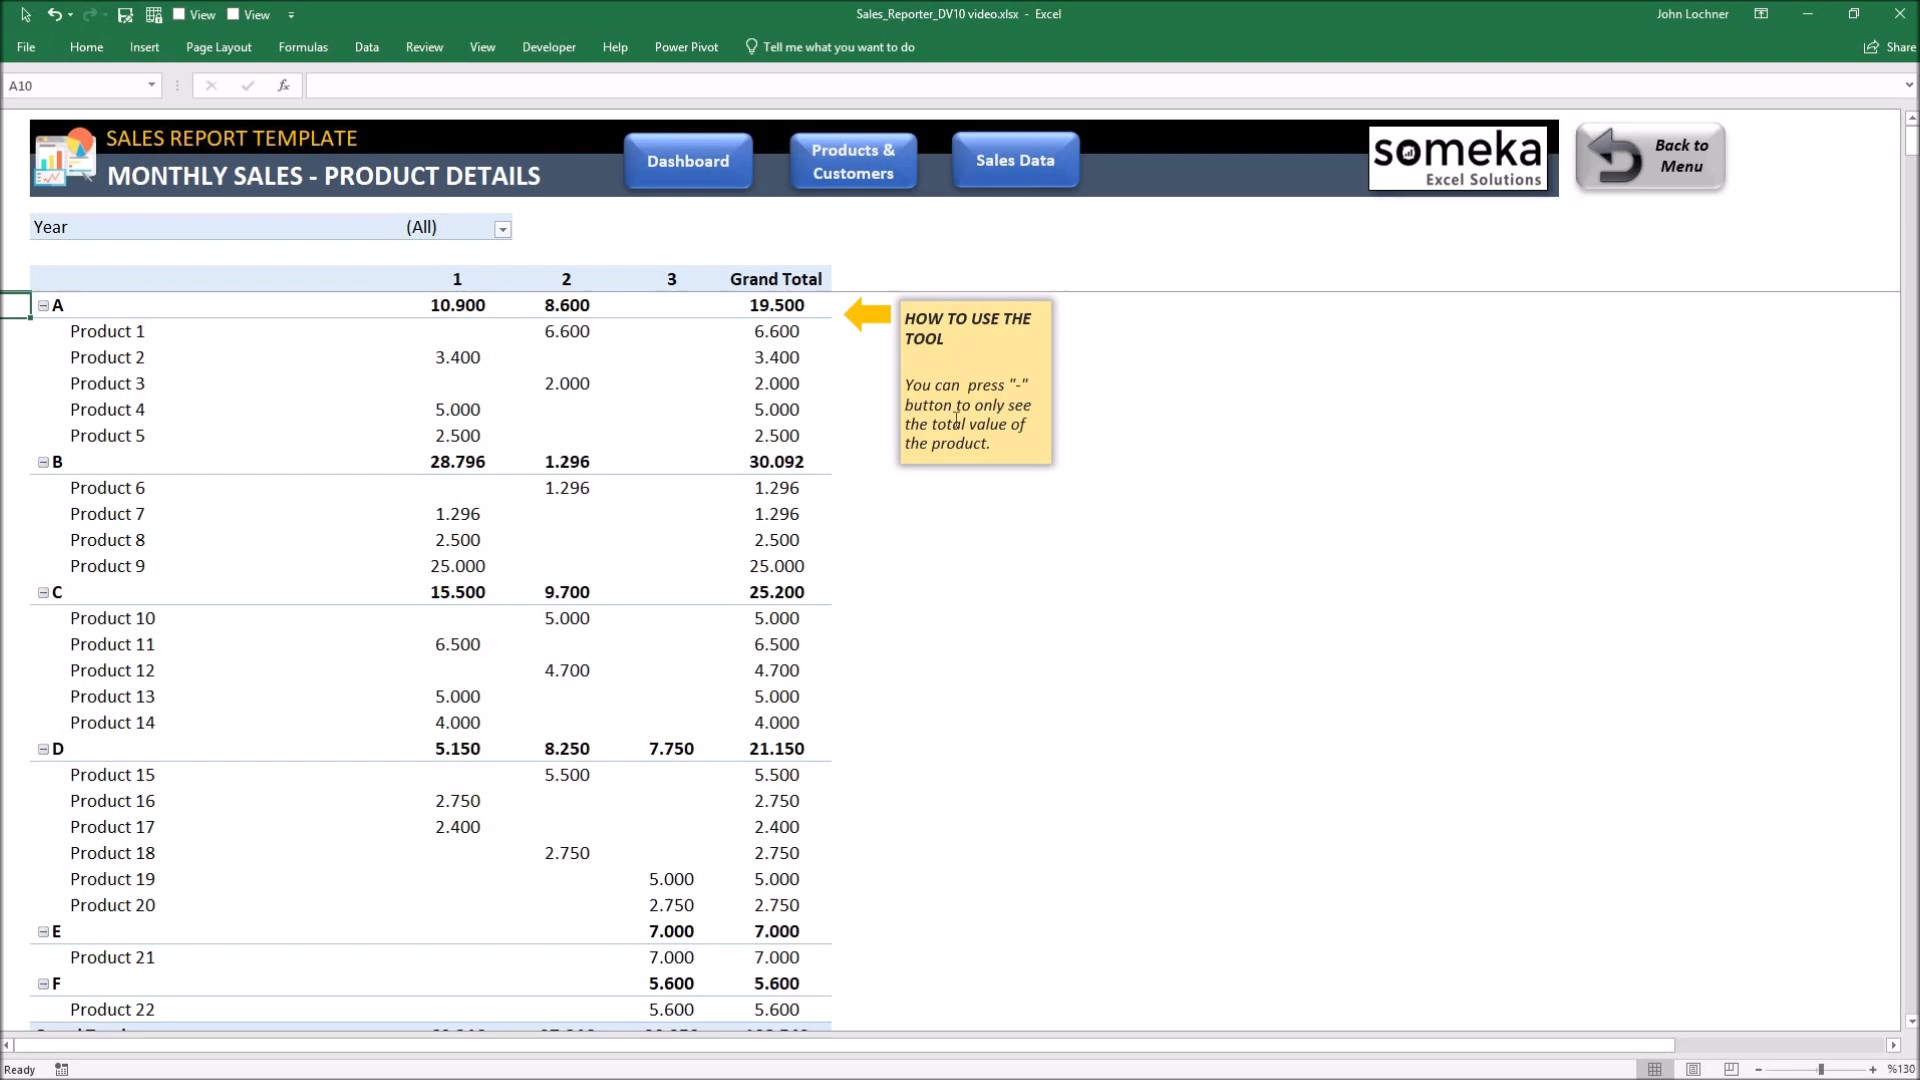 View View Sales_Reporter_DV10 video.xlsx - Excel John Lochner
File Home Insert Page Layout Formulas Data Review View Developer Help Power Pivot Tell me what you want to do Share
A10 fx
SALES REPORT TEMPLATE
MONTHLY SALES - PRODUCT DETAILS
Dashboard
Products &
Customers
Sales Data
someka
Excel Solutions
Back to
Menu
Year (All)
1 2 3 Grand Total
A 10.900 8.600 19.500
Product 1 6.600 6.600
Product 2 3.400 3.400
Product 3 2.000 2.000
Product 4 5.000 5.000
Product 5 2.500 2.500
B 28.796 1.296 30.092
Product 6 1.296 1.296
Product 7 1.296 1.296
Product 8 2.500 2.500
Product 9 25.000 25.000
C 15.500 9.700 25.200
Product 10 5.000 5.000
Product 11 6.500 6.500
Product 12 4.700 4.700
Product 13 5.000 5.000
Product 14 4.000 4.000
D 5.150 8.250 7.750 21.150
Product 15 5.500 5.500
Product 16 2.750 2.750
Product 17 2.400 2.400
Product 18 2.750 2.750
Product 19 5.000 5.000
Product 20 2.750 2.750
E 7.000 7.000
Product 21 7.000 7.000
F 5.600 5.600
Product 22 5.600 5.600
HOW TO USE THE
TOOL
You can press "-"
button to only see
the total value of
the product.
Ready %130